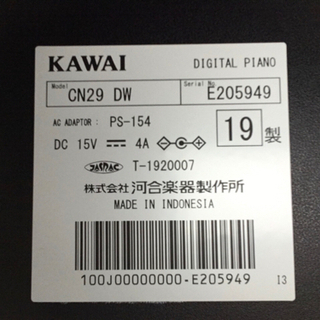 KAWAI DIGITAL PIANO
Model CN29 DW Serial No E205949
AC ADAPTOR : PS-154
DC 15V 4A 19 製
JASRAC T-1920007
株式会社 河合楽器製作所
MADE IN INDONESIA
100J00000000-E205949 I3